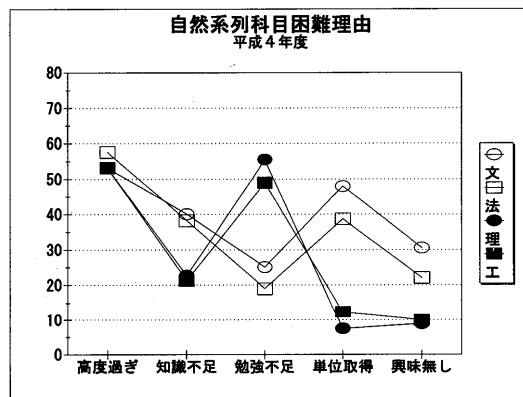 自然系列科目困難理由
平成4年度
80
70
60
50
40
30
20
10
0
高度過ぎ 知識不足 勉強不足 単位取得 興味無し
文
法
理
工